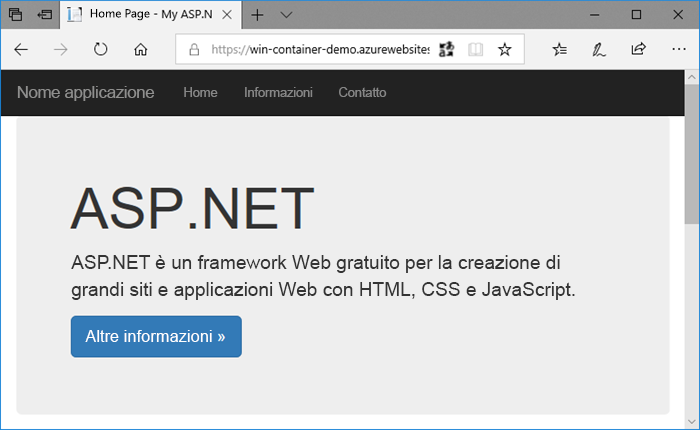 Home Page - My ASP.N
https://win-container-demo.azurewebsites
Nome applicazione Home Informazioni Contatto
ASP.NET
ASP.NET è un framework Web gratuito per la creazione di
grandi siti e applicazioni Web con HTML, CSS e JavaScript.
Altre informazioni »